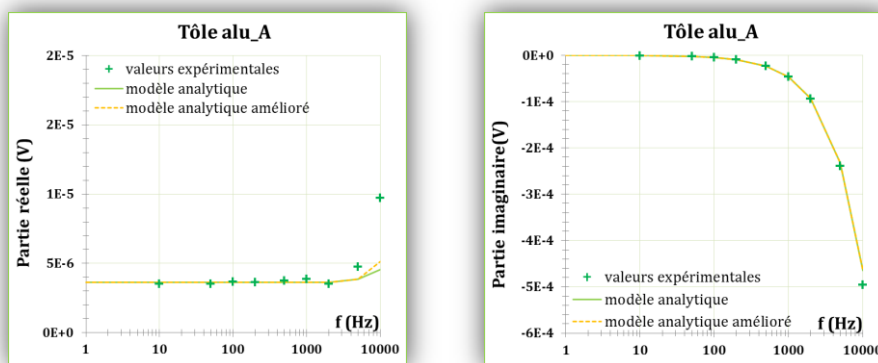 Tôle alu_A
2E-5
valeurs expérimentales
modèle analytique
modèle analytique amélioré
2E-5
1E-5
5E-6
0E+0
Partie réelle (V)
f (Hz)
1 10 100 1000 10000
Tôle alu_A
0E+0
-1E-4
-2E-4
-3E-4
-4E-4
-5E-4
-6E-4
Partie imaginaire(V)
valeurs expérimentales
modèle analytique
modèle analytique amélioré
f (Hz)
1 10 100 1000 10000